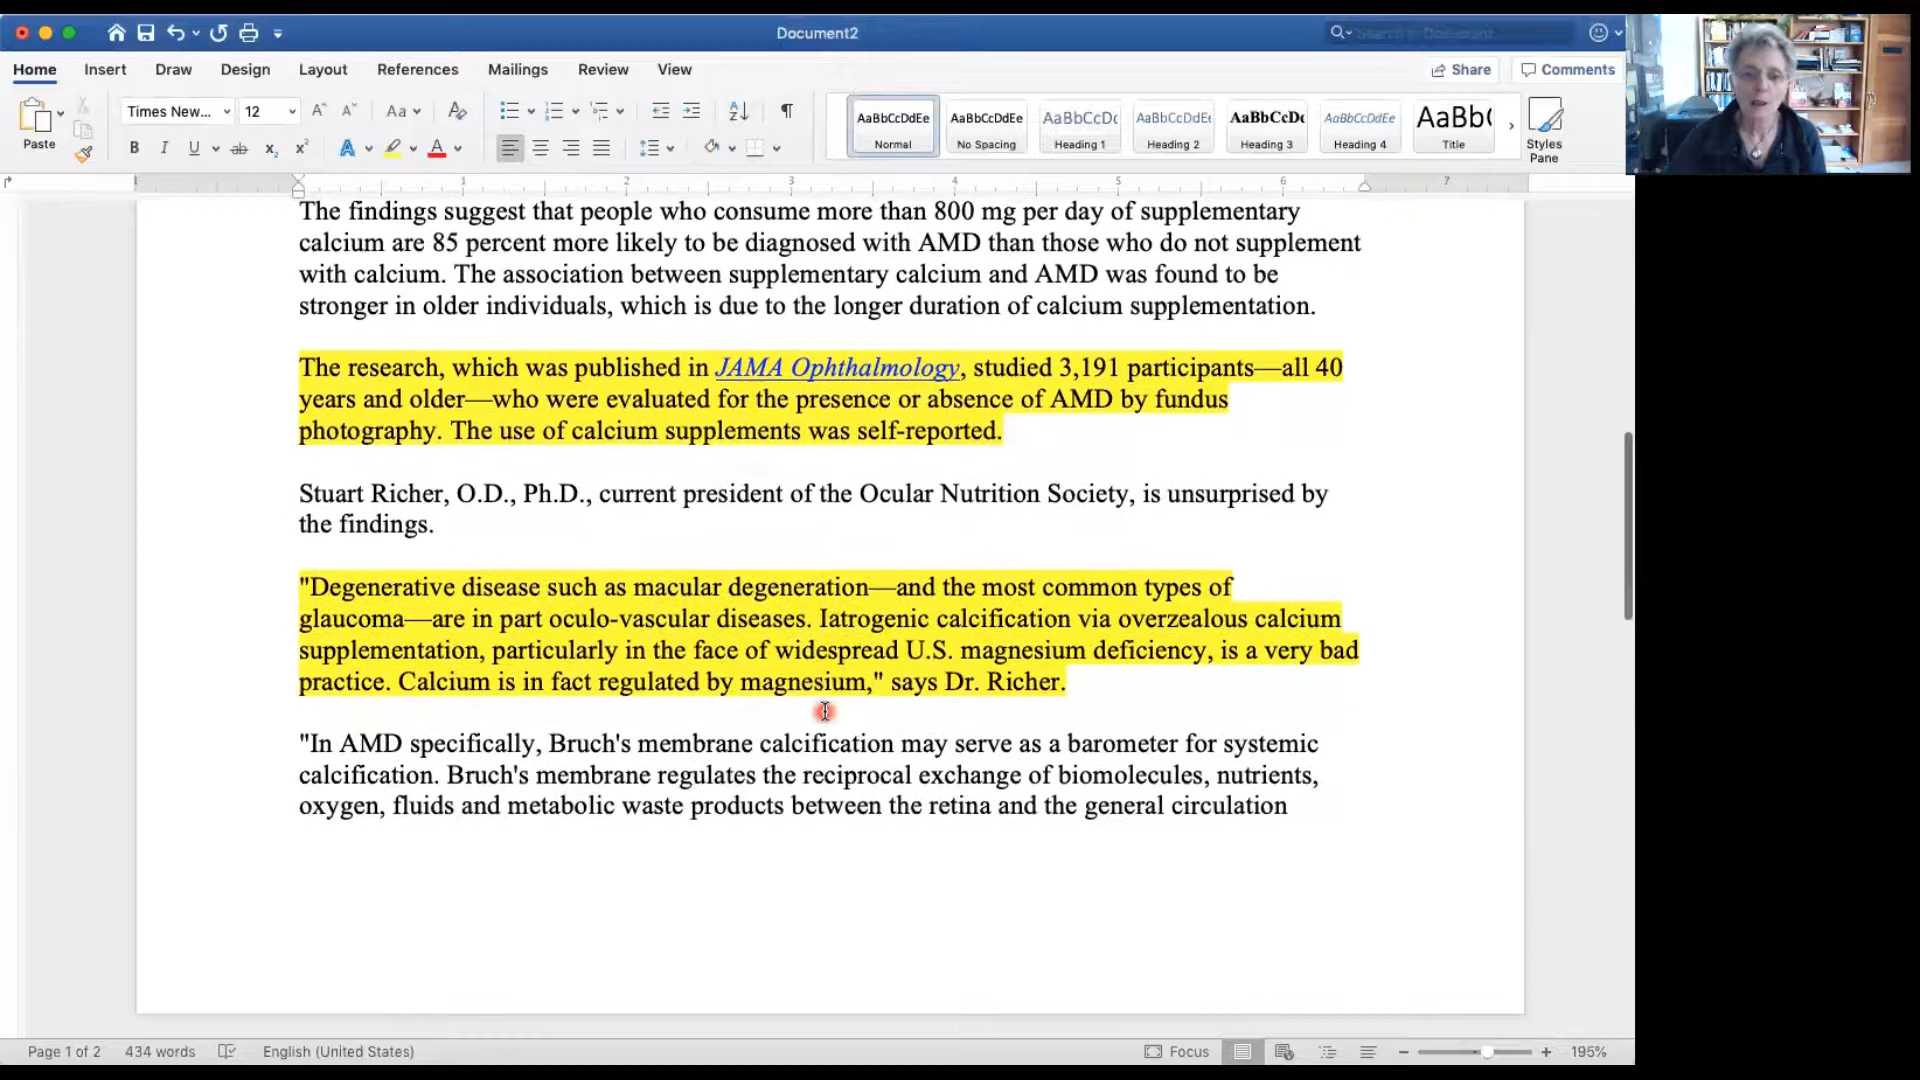 Document2
Search in Document
Home Insert Draw Design Layout References Mailings Review View Share Comments
Times New... 12 Aa
Paste
AaBbCcDdEe AaBbCcDdEe AaBbCcDc AaBbCcDdEe AaBbCcDc AaBbCcDdEe AaBb(
Normal No Spacing Heading 1 Heading 2 Heading 3 Heading 4 Title Styles Pane
1 2 3 4 5 6 7
The findings suggest that people who consume more than 800 mg per day of supplementary
calcium are 85 percent more likely to be diagnosed with AMD than those who do not supplement
with calcium. The association between supplementary calcium and AMD was found to be
stronger in older individuals, which is due to the longer duration of calcium supplementation.
The research, which was published in JAMA Ophthalmology, studied 3,191 participants—all 40
years and older—who were evaluated for the presence or absence of AMD by fundus
photography. The use of calcium supplements was self-reported.
Stuart Richer, O.D., Ph.D., current president of the Ocular Nutrition Society, is unsurprised by
the findings.
"Degenerative disease such as macular degeneration—and the most common types of
glaucoma—are in part oculo-vascular diseases. Iatrogenic calcification via overzealous calcium
supplementation, particularly in the face of widespread U.S. magnesium deficiency, is a very bad
practice. Calcium is in fact regulated by magnesium," says Dr. Richer.
"In AMD specifically, Bruch's membrane calcification may serve as a barometer for systemic
calcification. Bruch's membrane regulates the reciprocal exchange of biomolecules, nutrients,
oxygen, fluids and metabolic waste products between the retina and the general circulation
Page 1 of 2 434 words English (United States) Focus 195%